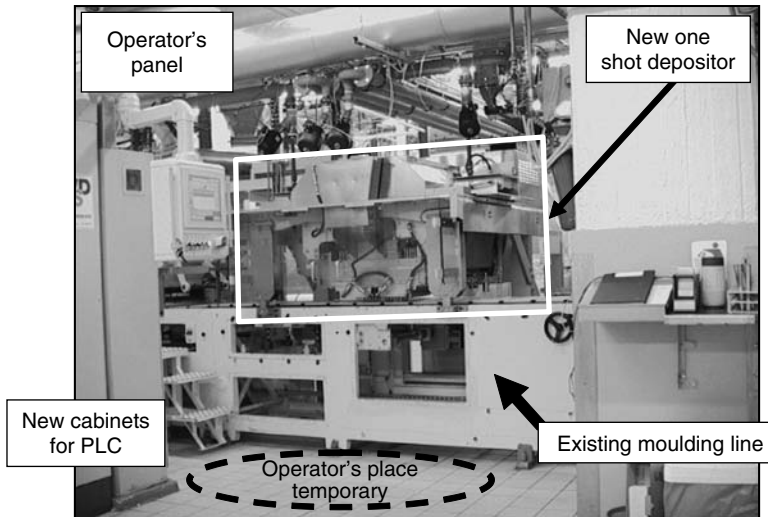 Operator's
panel
New one
shot depositor
New cabinets
for PLC
Existing moulding line
Operator's place
temporary